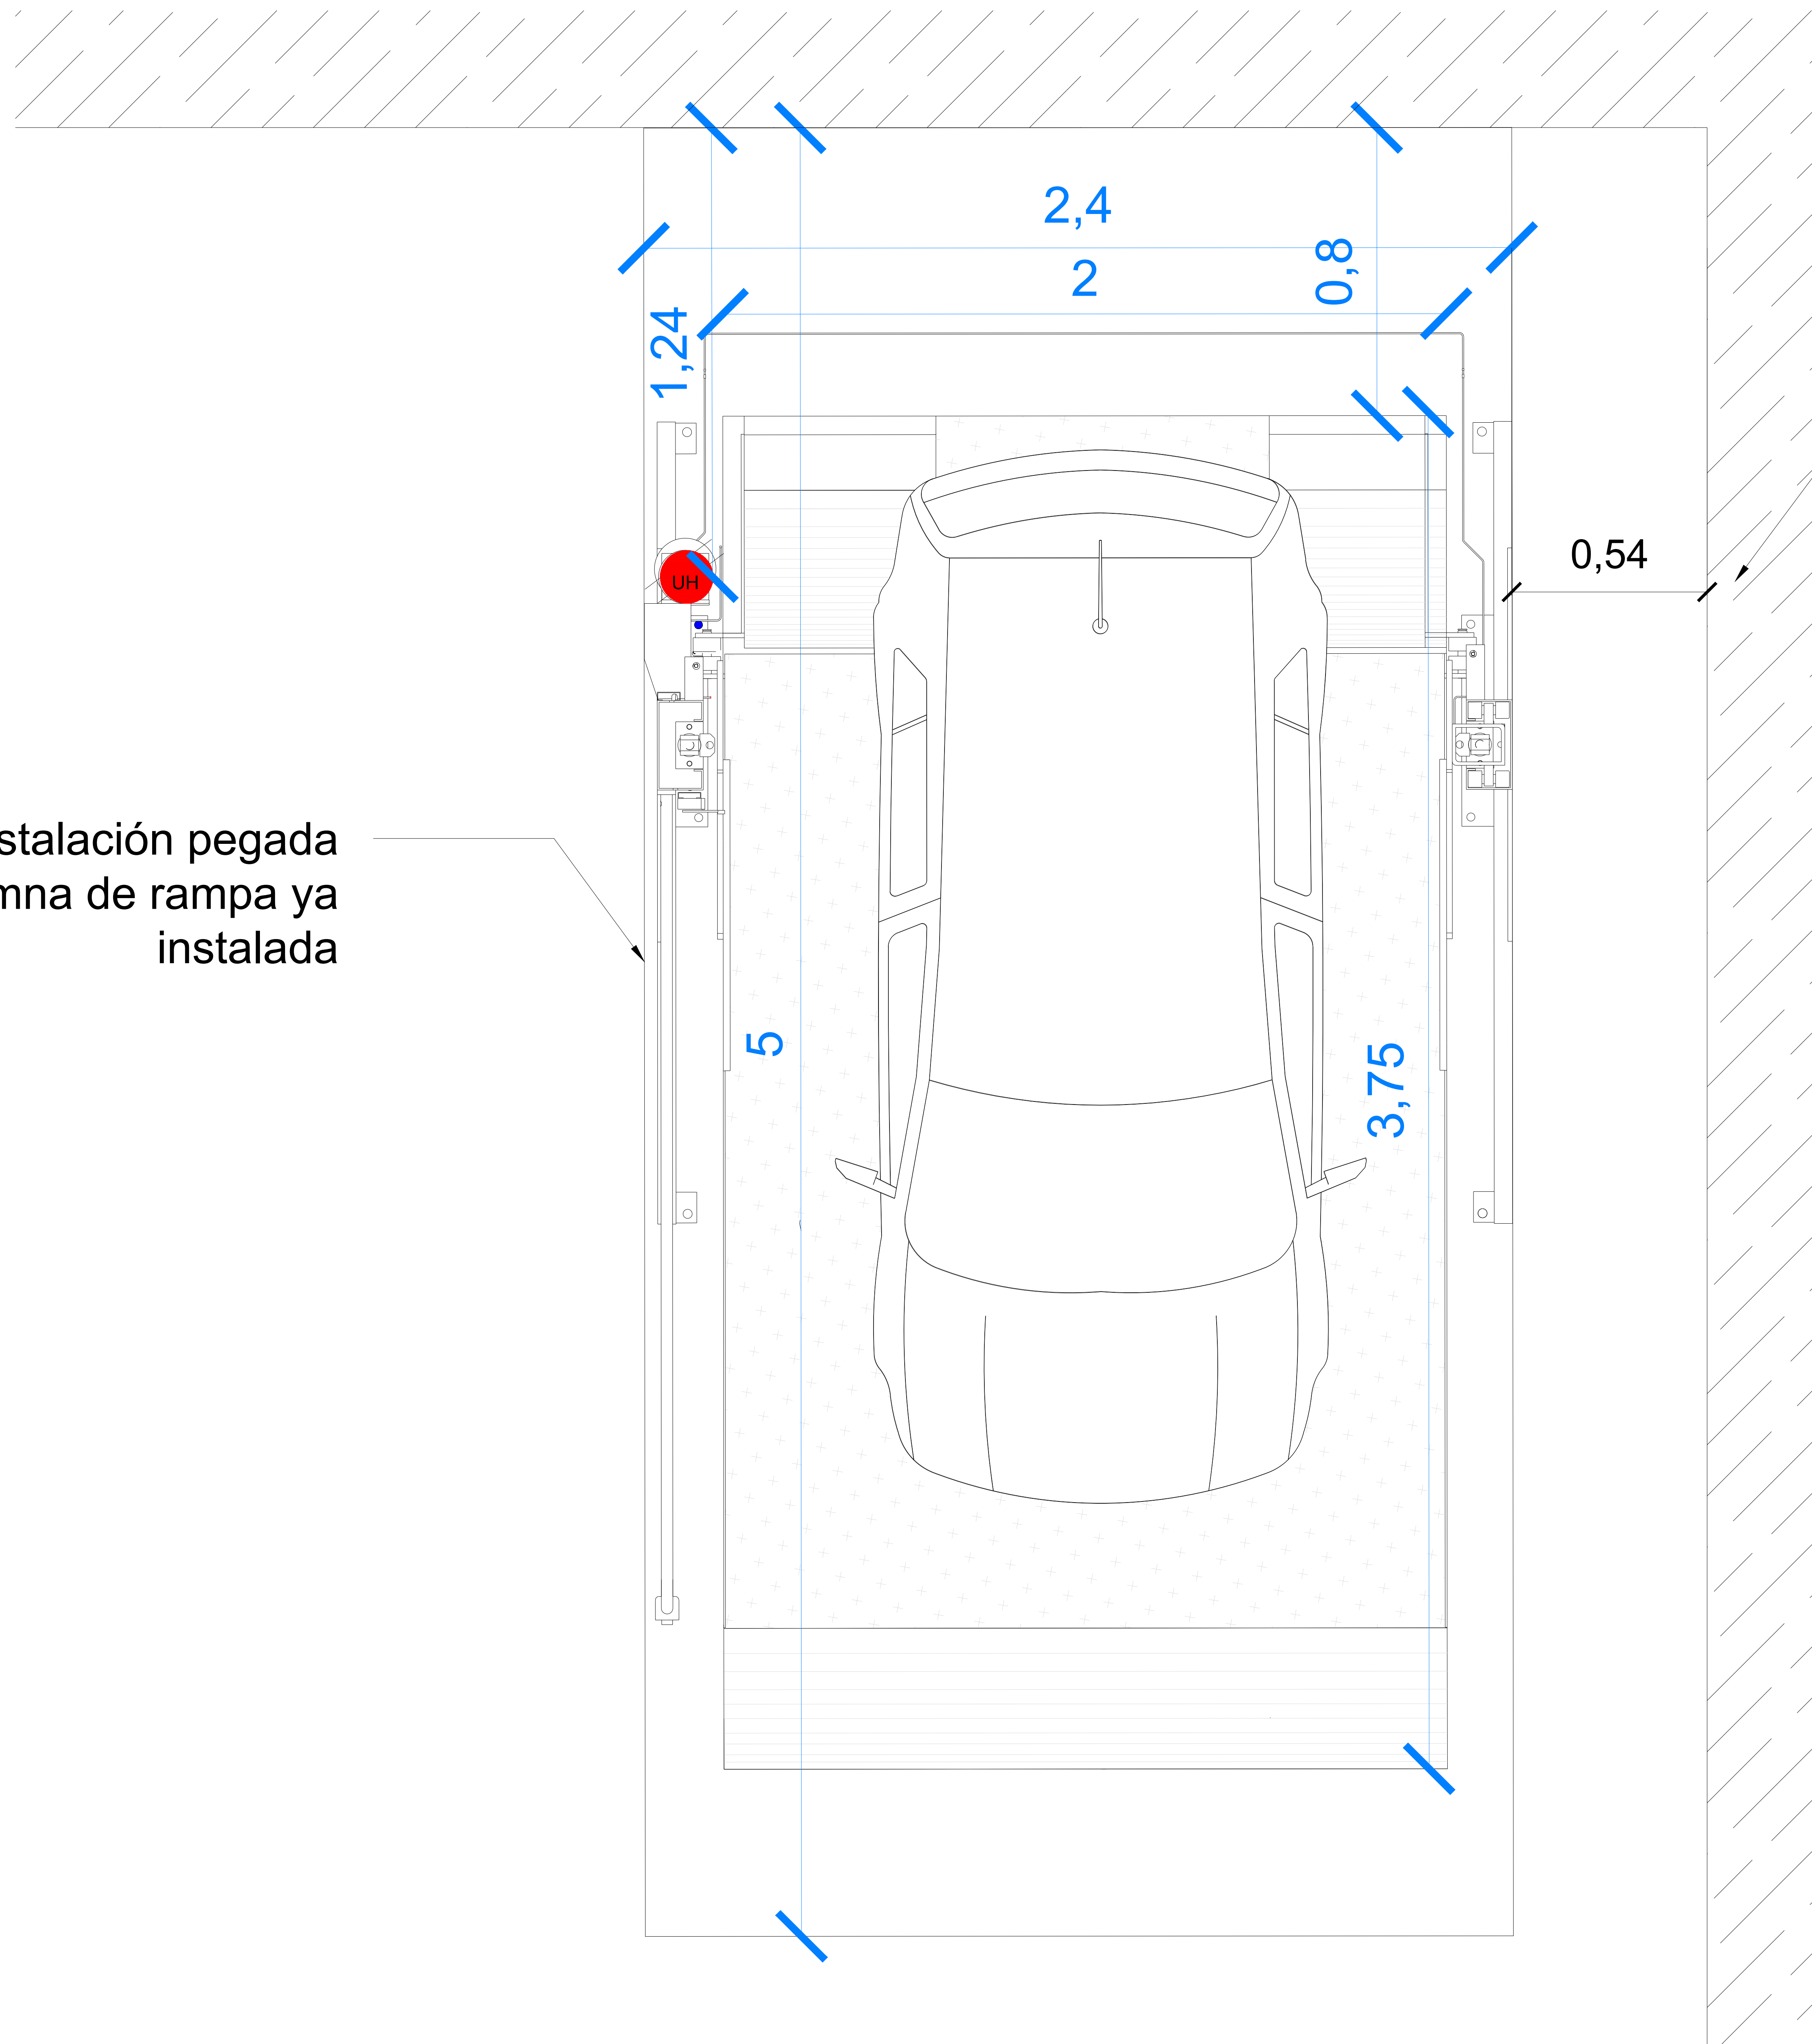 2,4
2
0,8
1,24
UH
0,54
stalación pegada
mna de rampa ya
instalada
5
3,75